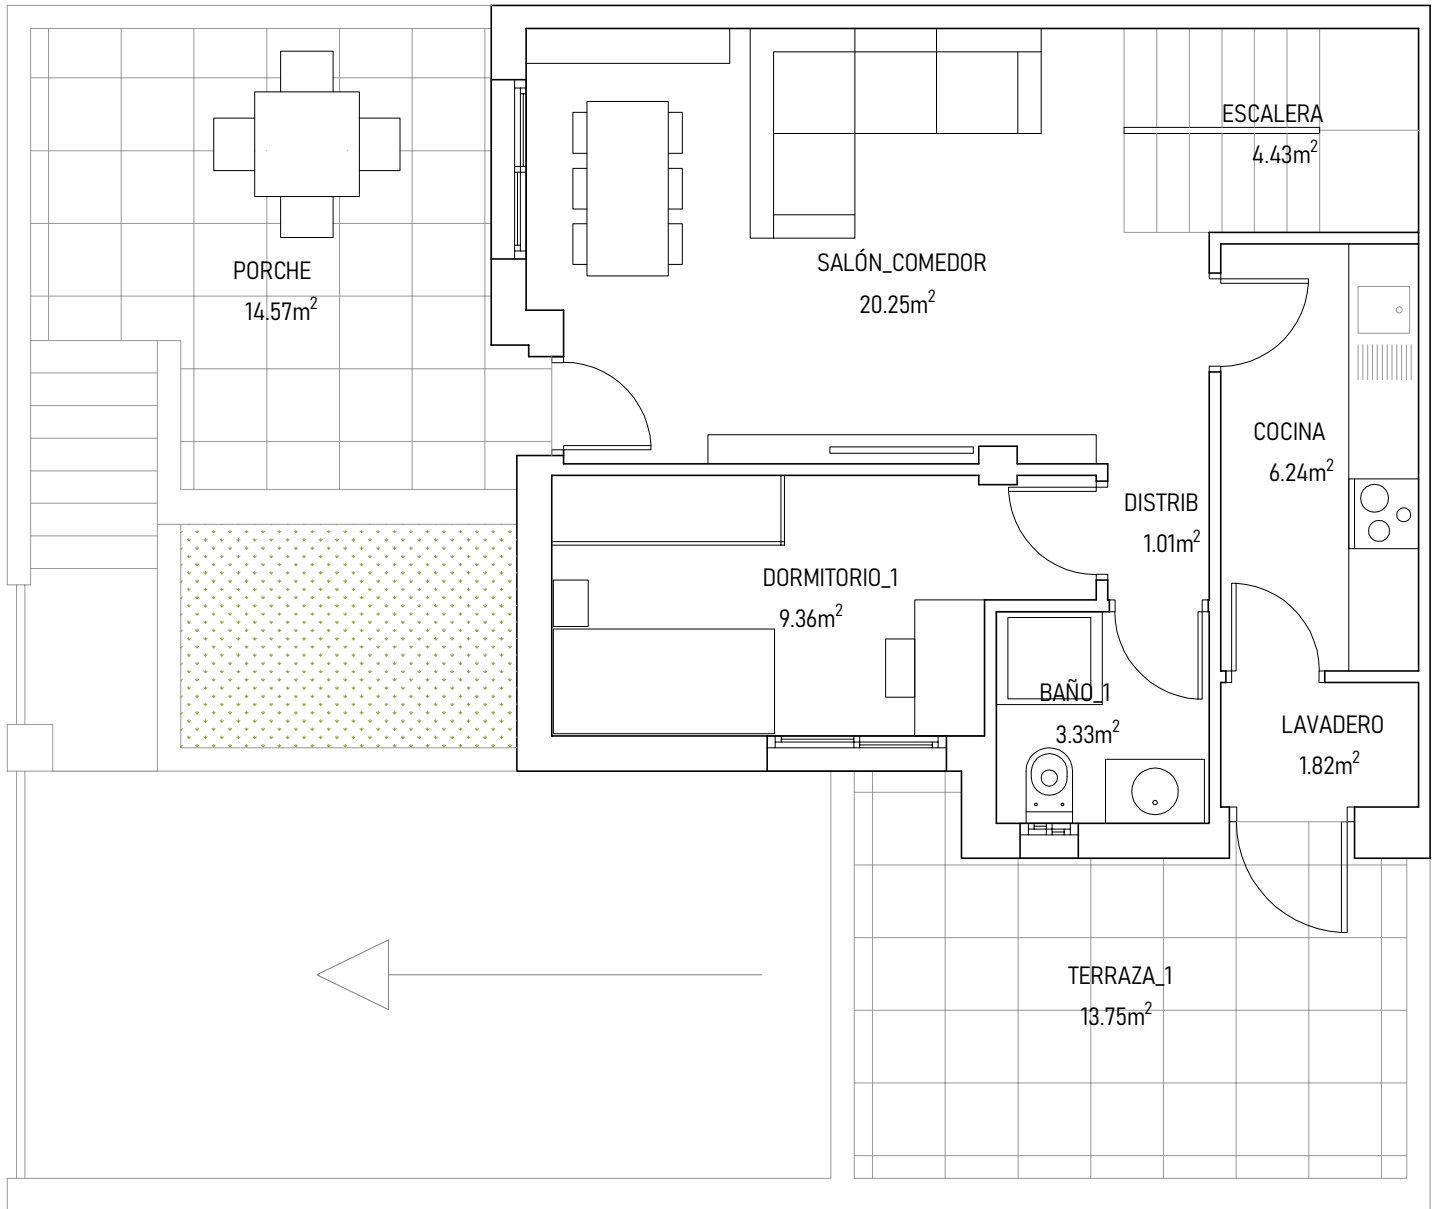 ESCALERA
4.43m²
PORCHE
14.57m²
SALÓN_COMEDOR
20.25m²
COCINA
6.24m²
DISTRIB
1.01m²
DORMITORIO_1
9.36m²
BAÑO_1
3.33m²
LAVADERO
1.82m²
TERRAZA_1
13.75m²